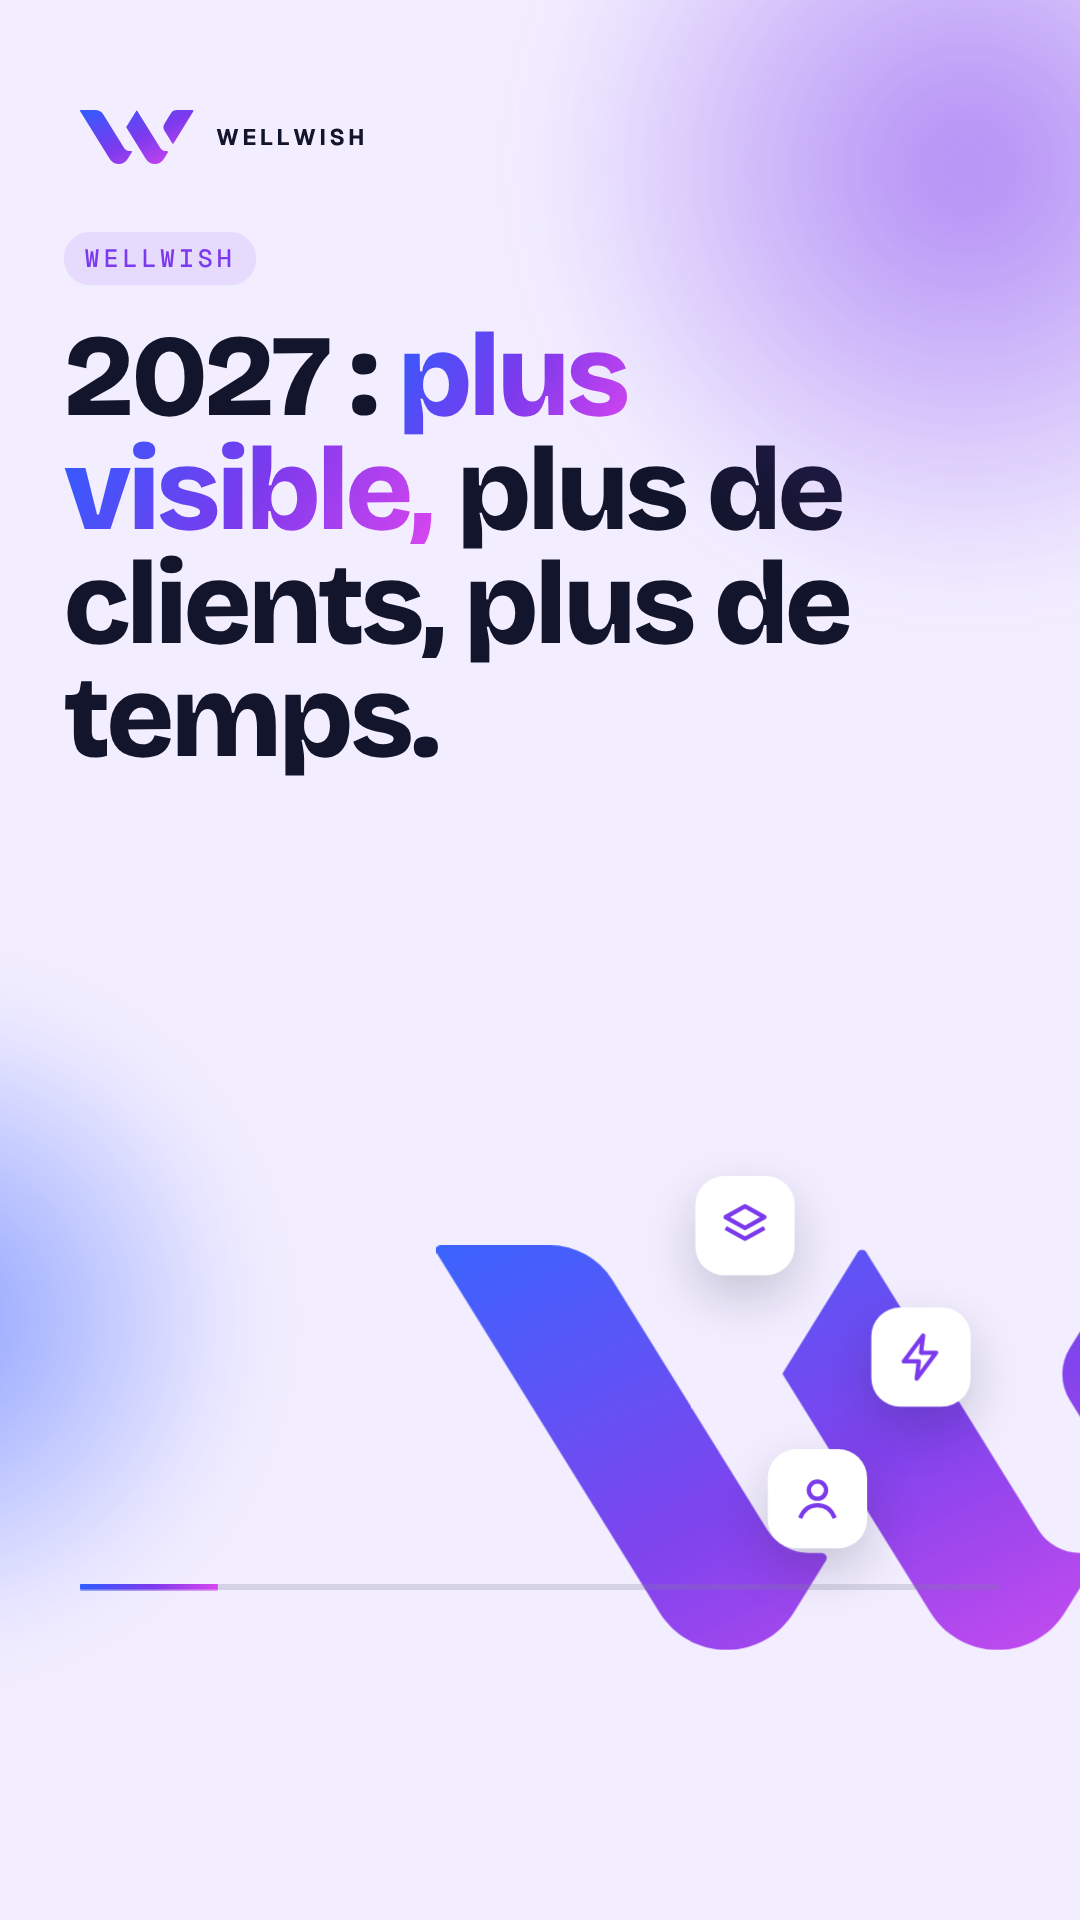 WELLWISH
WELLWISH
2027 : plus
visible, plus de
clients, plus de
temps.